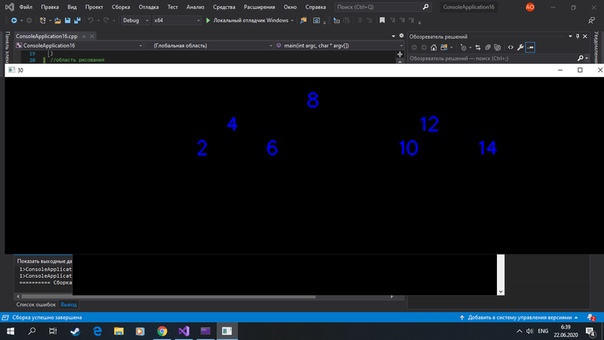 Файл Правка Вид Проект Сборка Отладка Тест Анализ Средства Расширения Окно Справка Поиск (Ctrl+Q) ConsoleApplication16 AO
Debug x64 Локальный отладчик Windows
ConsoleApplication16.cpp Обозреватель решений
ConsoleApplication16 (Глобальная область) main(int argc, char * argv[])
19 {}
20 //область рисования
Обозреватель решений — поиск (Ctrl+;)
30
8
4 12
2 6 10 14
Показать выходные да
1>ConsoleApplicat
1>ConsoleApplicat
========== Сборка
Список ошибок Вывод
Сборка успешно завершена Добавить в систему управления версиями 2
ENG 6:39
22.06.2020